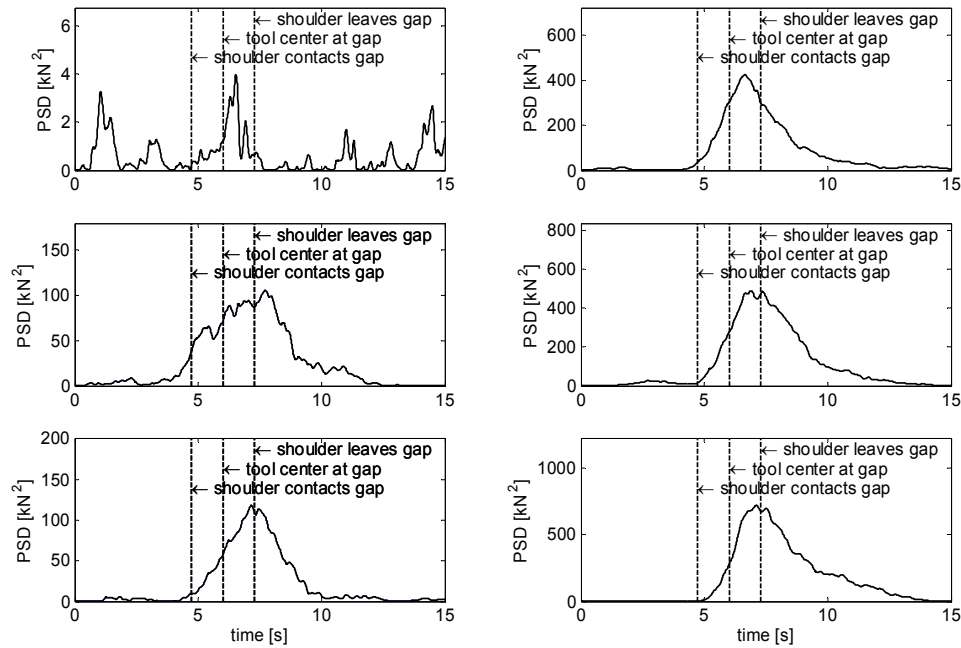 ← shoulder leaves gap
← tool center at gap
← shoulder contacts gap
PSD [kN²]
6
4
2
0
0 5 10 15
← shoulder leaves gap
← tool center at gap
← shoulder contacts gap
PSD [kN²]
600
400
200
0
0 5 10 15
← shoulder leaves gap
← tool center at gap
← shoulder contacts gap
PSD [kN²]
150
100
50
0
0 5 10 15
← shoulder leaves gap
← tool center at gap
← shoulder contacts gap
PSD [kN²]
800
600
400
200
0
0 5 10 15
← shoulder leaves gap
← tool center at gap
← shoulder contacts gap
PSD [kN²]
200
150
100
50
0
0 5 10 15
time [s]
← shoulder leaves gap
← tool center at gap
← shoulder contacts gap
PSD [kN²]
1000
500
0
0 5 10 15
time [s]